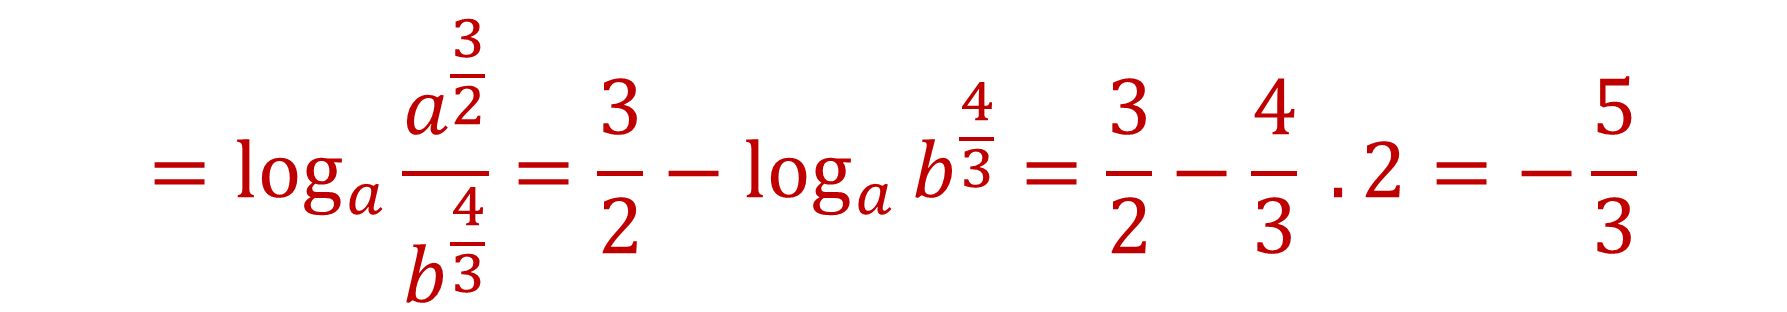 = log_a a^(3/2) / b^(4/3) = 3/2 − log_a b^(4/3) = 3/2 − 4/3 . 2 = − 5/3